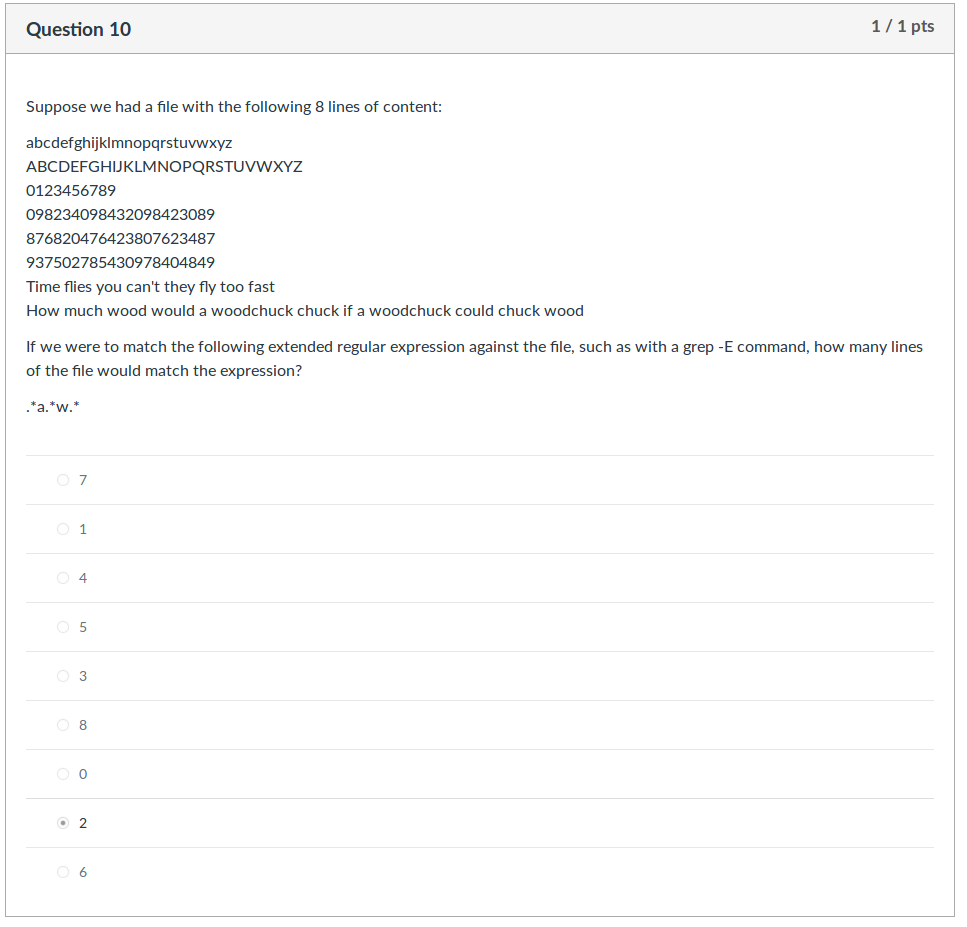 Question 10
1 / 1 pts
Suppose we had a file with the following 8 lines of content:
abcdefghijklmnopqrstuvwxyz
ABCDEFGHIJKLMNOPQRSTUVWXYZ
0123456789
098234098432098423089
876820476423807623487
937502785430978404849
Time flies you can't they fly too fast
How much wood would a woodchuck chuck if a woodchuck could chuck wood
If we were to match the following extended regular expression against the file, such as with a grep -E command, how many lines
of the file would match the expression?
.*a.*w.*
7
1
4
5
3
8
0
2
6